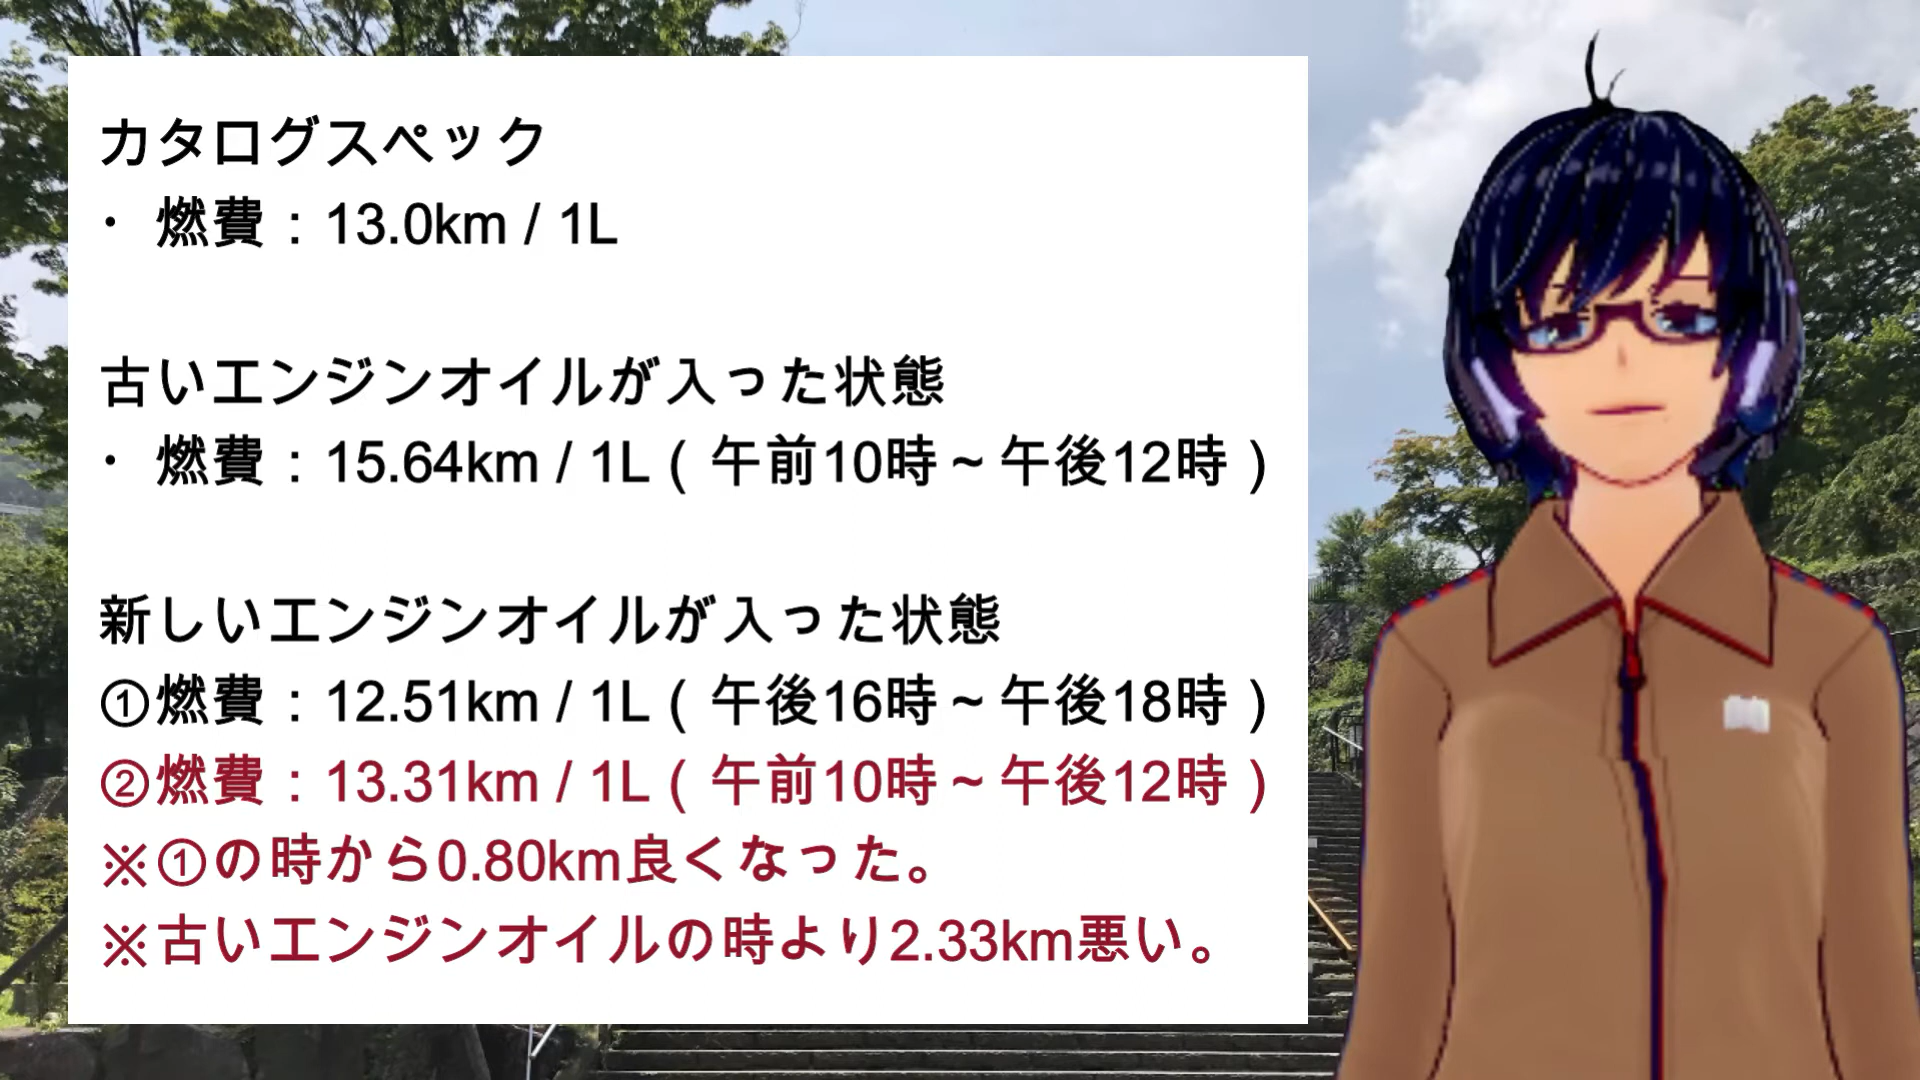 カタログスペック
・ 燃費：13.0km / 1L
古いエンジンオイルが入った状態
・ 燃費：15.64km / 1L（ 午前10時～午後12時 ）
新しいエンジンオイルが入った状態
①燃費：12.51km / 1L（ 午後16時～午後18時 ）
②燃費：13.31km / 1L（ 午前10時～午後12時 ）
※①の時から0.80km良くなった。
※古いエンジンオイルの時より2.33km悪い。